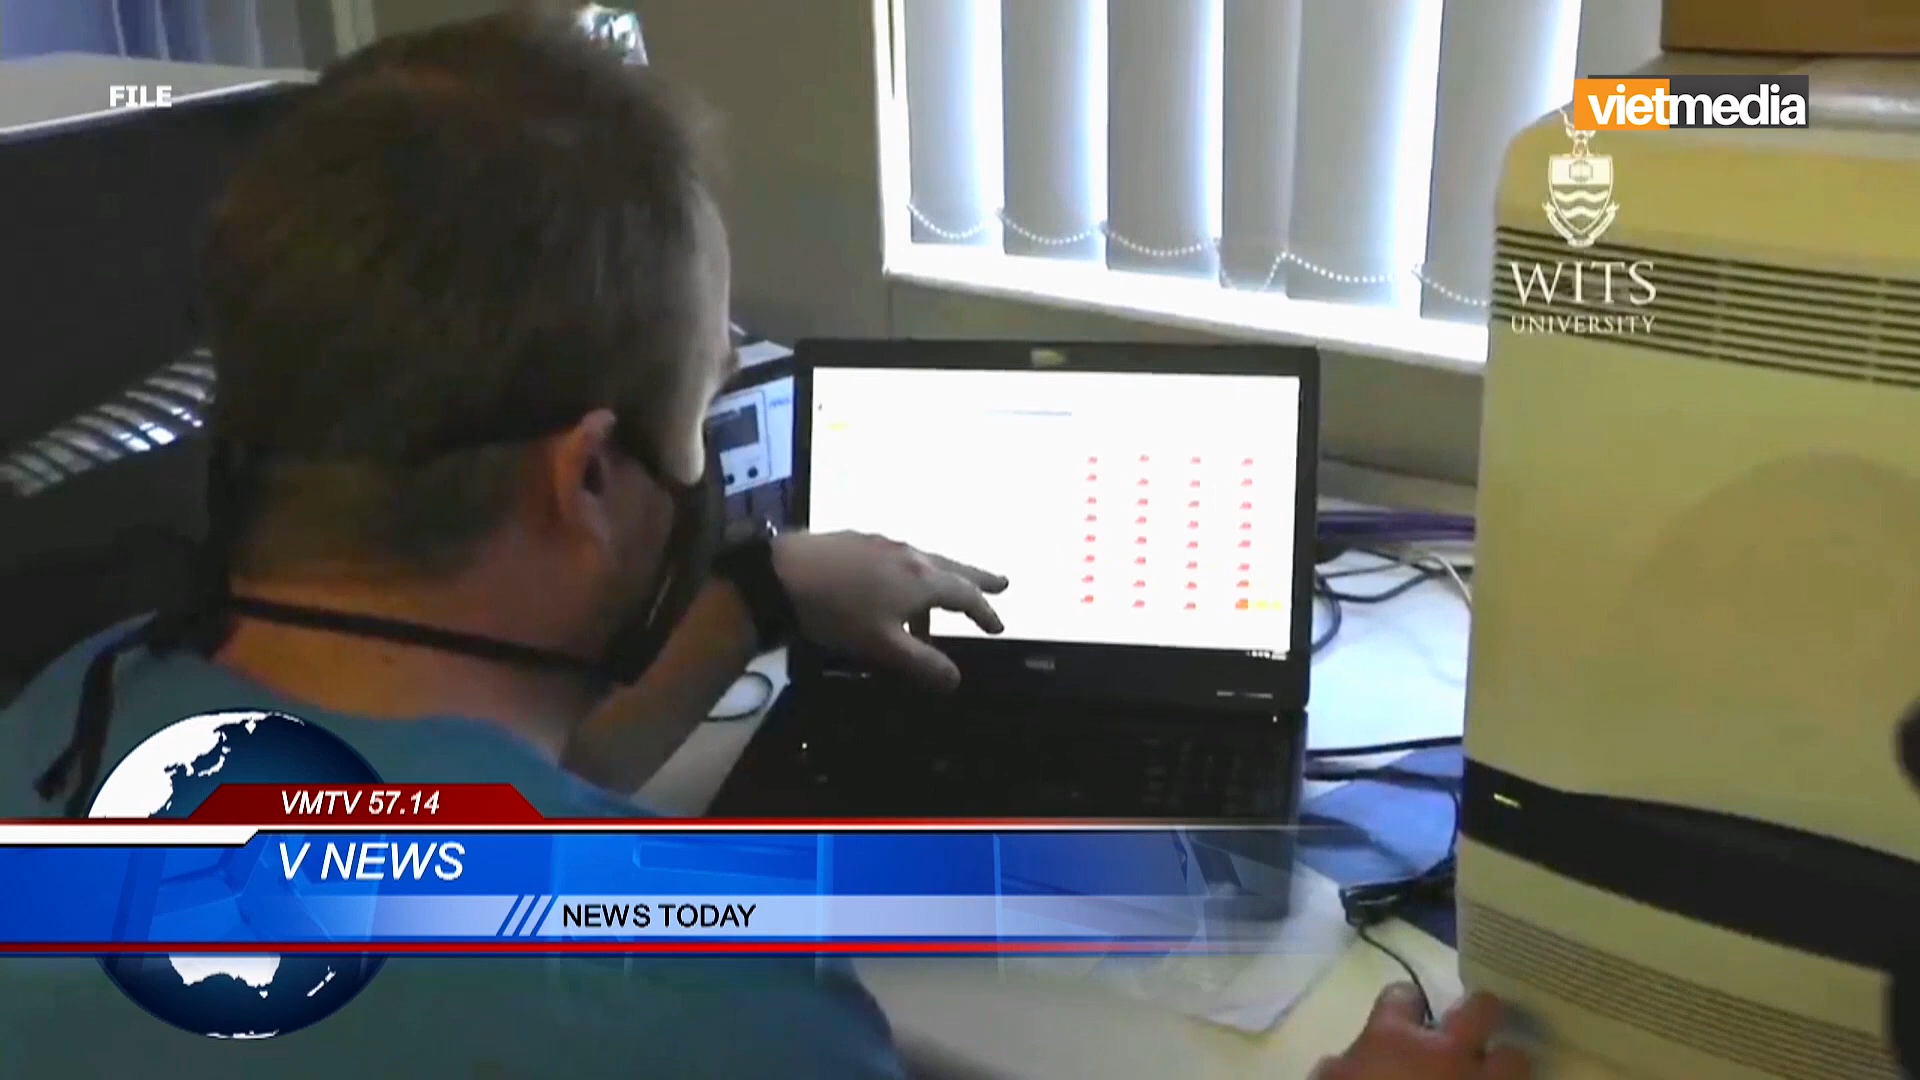 FILE
vietmedia
WITS
UNIVERSITY
VMTV 57.14
V NEWS
NEWS TODAY